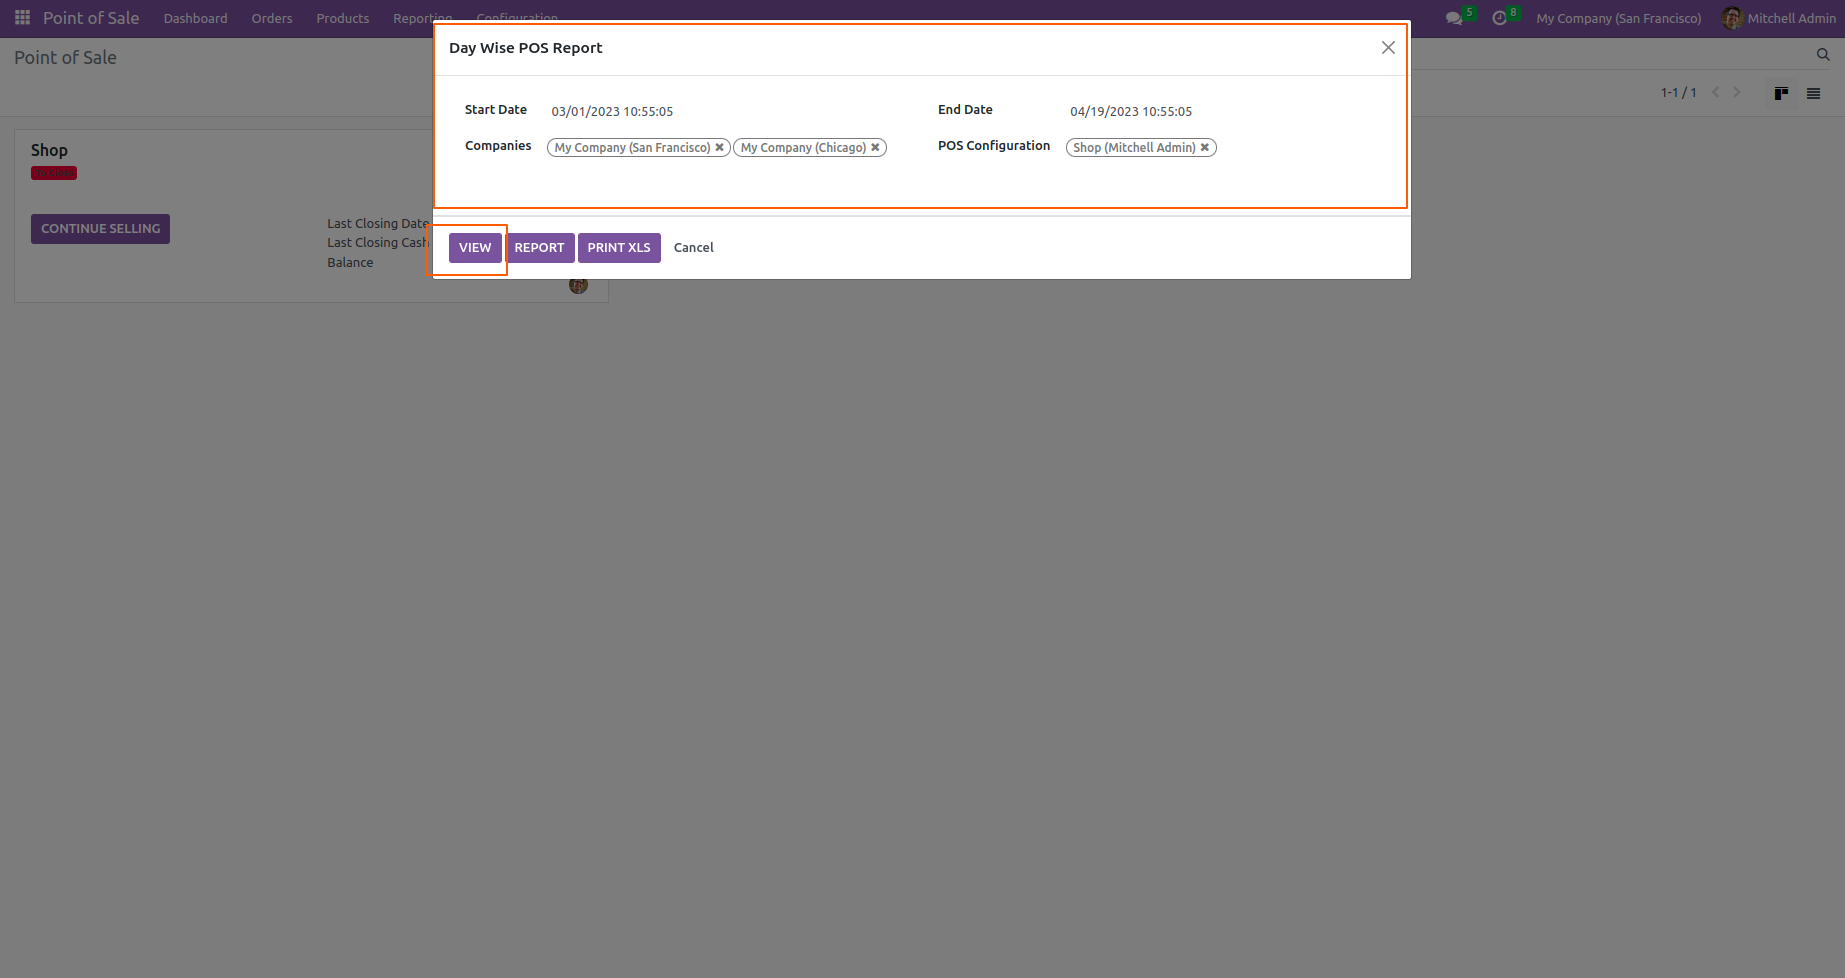 Point of Sale Dashboard Orders Products Reporting Configuration 5 8 My Company (San Francisco) Mitchell Admin
Point of Sale
Day Wise POS Report
1-1 / 1
Start Date 03/01/2023 10:55:05 End Date 04/19/2023 10:55:05
Companies My Company (San Francisco) ✖ My Company (Chicago) ✖ POS Configuration Shop (Mitchell Admin) ✖
Shop
CONTINUE SELLING
Last Closing Date
Last Closing Cash
Balance
VIEW REPORT PRINT XLS Cancel